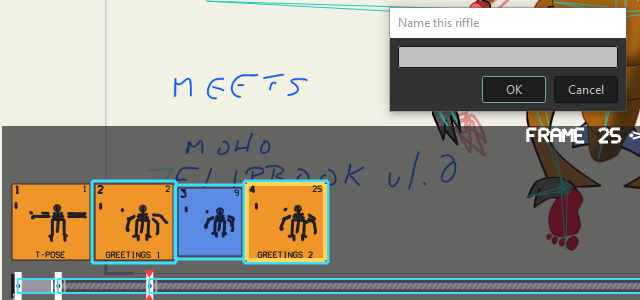 Name this riffle
OK
Cancel
MEETS
FRAME 25
MOHO
FLIPBOOK v1.0
1 1
T-POSE
2 2
GREETINGS 1
3 9
4 25
GREETINGS 2